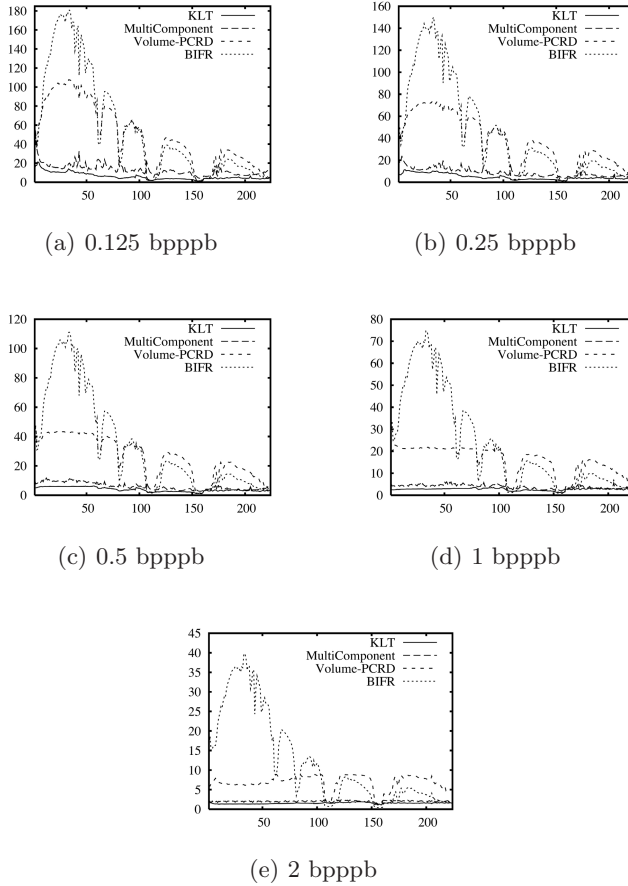 180
160
140
120
100
80
60
40
20
0
50 100 150 200
KLT
MultiComponent
Volume-PCRD
BIFR
(a) 0.125 bpppb
160
140
120
100
80
60
40
20
0
50 100 150 200
KLT
MultiComponent
Volume-PCRD
BIFR
(b) 0.25 bpppb
120
100
80
60
40
20
0
50 100 150 200
KLT
MultiComponent
Volume-PCRD
BIFR
(c) 0.5 bpppb
80
70
60
50
40
30
20
10
0
50 100 150 200
KLT
MultiComponent
Volume-PCRD
BIFR
(d) 1 bpppb
45
40
35
30
25
20
15
10
5
0
50 100 150 200
KLT
MultiComponent
Volume-PCRD
BIFR
(e) 2 bpppb